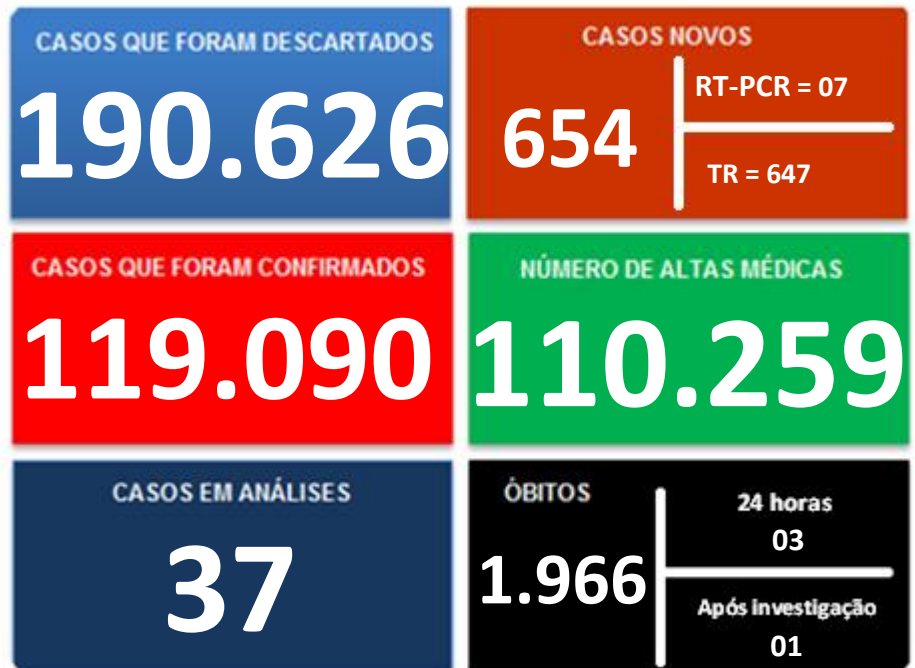 CASOS QUE FORAM DESCARTADOS
190.626
CASOS NOVOS
654
RT-PCR = 07
TR = 647
CASOS QUE FORAM CONFIRMADOS
119.090
NÚMERO DE ALTAS MÉDICAS
110.259
CASOS EM ANÁLISES
37
ÓBITOS
1.966
24 horas
03
Após investigação
01